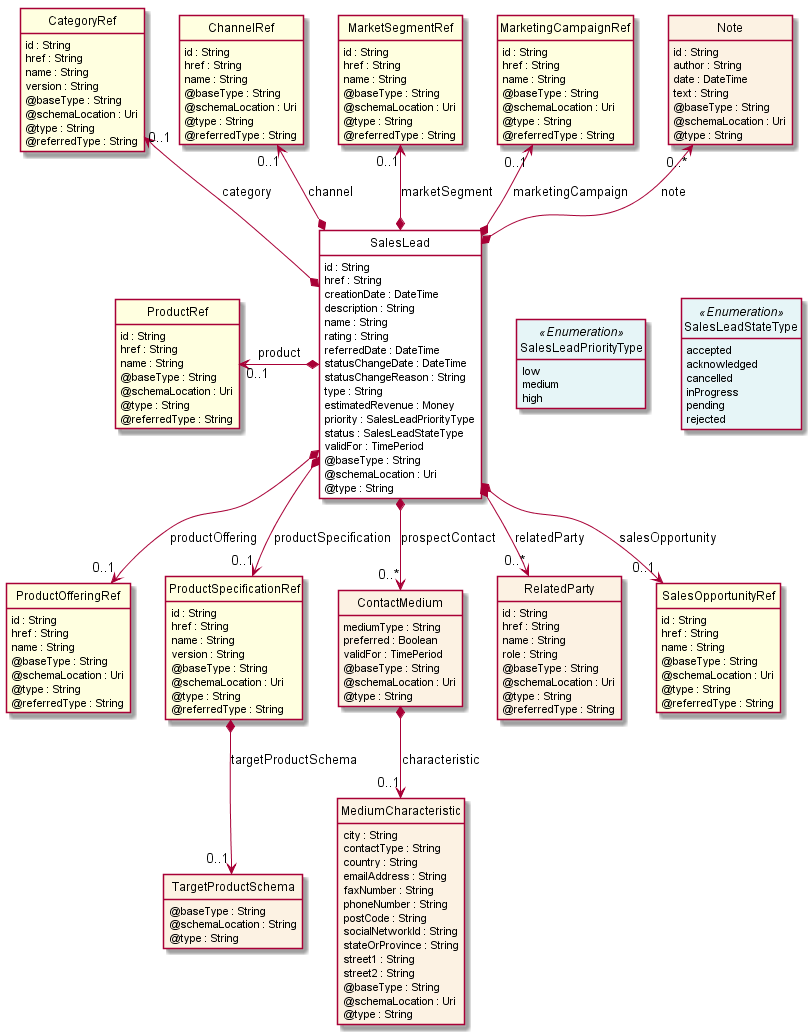 CategoryRef
id : String
href : String
name : String
version : String
@baseType : String
@schemaLocation : Uri
@type : String
@referredType : String
ChannelRef
id : String
href : String
name : String
@baseType : String
@schemaLocation : Uri
@type : String
@referredType : String
MarketSegmentRef
id : String
href : String
name : String
@baseType : String
@schemaLocation : Uri
@type : String
@referredType : String
MarketingCampaignRef
id : String
href : String
name : String
@baseType : String
@schemaLocation : Uri
@type : String
@referredType : String
Note
id : String
author : String
date : DateTime
text : String
@baseType : String
@schemaLocation : Uri
@type : String
0..1
0..1
0..1
0..1
0..*
category
channel
marketSegment
marketingCampaign
note
SalesLead
id : String
href : String
creationDate : DateTime
description : String
name : String
rating : String
referredDate : DateTime
statusChangeDate : DateTime
statusChangeReason : String
type : String
estimatedRevenue : Money
priority : SalesLeadPriorityType
status : SalesLeadStateType
validFor : TimePeriod
@baseType : String
@schemaLocation : Uri
@type : String
ProductRef
id : String
href : String
name : String
@baseType : String
@schemaLocation : Uri
@type : String
@referredType : String
product
0..1
«Enumeration»
SalesLeadPriorityType
low
medium
high
«Enumeration»
SalesLeadStateType
accepted
acknowledged
cancelled
inProgress
pending
rejected
productOffering
productSpecification
prospectContact
relatedParty
salesOpportunity
0..1
0..1
0..*
0..*
0..1
ProductOfferingRef
id : String
href : String
name : String
@baseType : String
@schemaLocation : Uri
@type : String
@referredType : String
ProductSpecificationRef
id : String
href : String
name : String
version : String
@baseType : String
@schemaLocation : Uri
@type : String
@referredType : String
ContactMedium
mediumType : String
preferred : Boolean
validFor : TimePeriod
@baseType : String
@schemaLocation : Uri
@type : String
RelatedParty
id : String
href : String
name : String
role : String
@baseType : String
@schemaLocation : Uri
@type : String
@referredType : String
SalesOpportunityRef
id : String
href : String
name : String
@baseType : String
@schemaLocation : Uri
@type : String
@referredType : String
targetProductSchema
characteristic
0..1
0..1
TargetProductSchema
@baseType : String
@schemaLocation : String
@type : String
MediumCharacteristic
city : String
contactType : String
country : String
emailAddress : String
faxNumber : String
phoneNumber : String
postCode : String
socialNetworkId : String
stateOrProvince : String
street1 : String
street2 : String
@baseType : String
@schemaLocation : Uri
@type : String